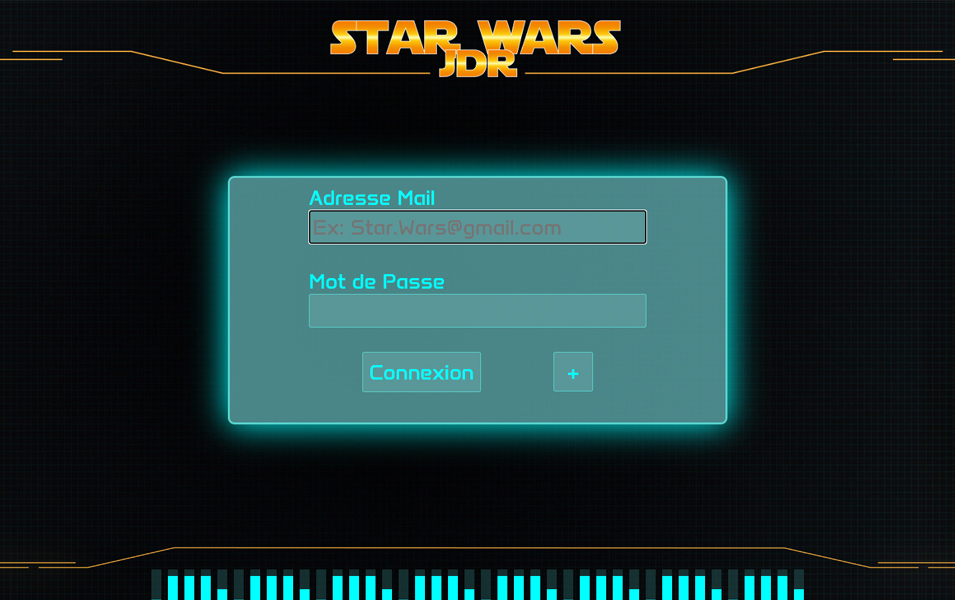 STAR WARS
JDR
Adresse Mail
Ex: Star.Wars@gmail.com
Mot de Passe
Connexion
+